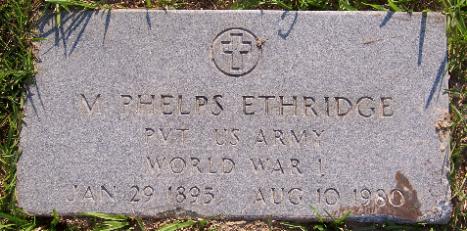 M PHELPS ETHRIDGE
PVT US ARMY
WORLD WAR I
JAN 29 1895 AUG 10 1980